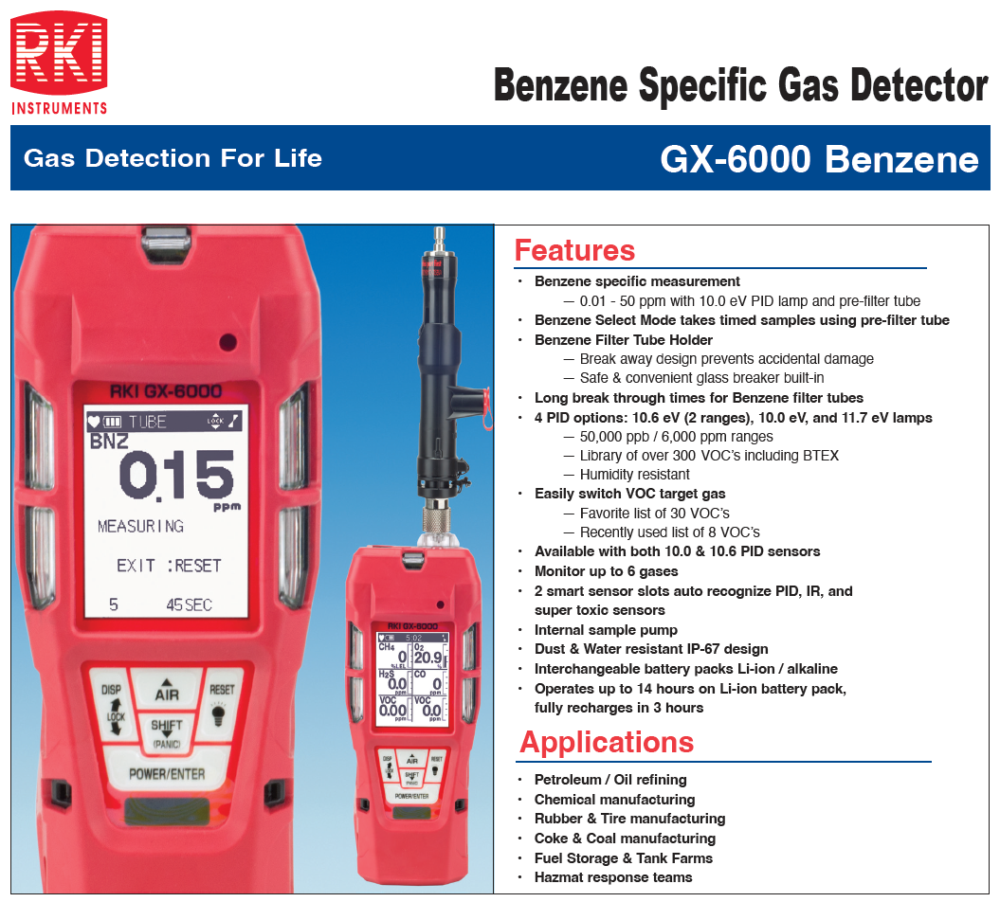 RKI
INSTRUMENTS
Benzene Specific Gas Detector
Gas Detection For Life
GX-6000 Benzene
RKI GX-6000
TUBE
LOCK
BNZ
0.15
ppm
MEASURING
EXIT :RESET
5 45SEC
DISP
LOCK
AIR
RESET
SHIFT
(PANIC)
POWER/ENTER
RKI GX-6000
5:02
CH4 O2
0 20.9
%LEL %
H2S CO
0.0 0
ppm ppm
VOC VOC
0.00 0.0
ppm ppm
DISP
LOCK
AIR
RESET
SHIFT
(PANIC)
POWER/ENTER
Features
• Benzene specific measurement
— 0.01 - 50 ppm with 10.0 eV PID lamp and pre-filter tube
• Benzene Select Mode takes timed samples using pre-filter tube
• Benzene Filter Tube Holder
— Break away design prevents accidental damage
— Safe & convenient glass breaker built-in
• Long break through times for Benzene filter tubes
• 4 PID options: 10.6 eV (2 ranges), 10.0 eV, and 11.7 eV lamps
— 50,000 ppb / 6,000 ppm ranges
— Library of over 300 VOC's including BTEX
— Humidity resistant
• Easily switch VOC target gas
— Favorite list of 30 VOC's
— Recently used list of 8 VOC's
• Available with both 10.0 & 10.6 PID sensors
• Monitor up to 6 gases
• 2 smart sensor slots auto recognize PID, IR, and
super toxic sensors
• Internal sample pump
• Dust & Water resistant IP-67 design
• Interchangeable battery packs Li-ion / alkaline
• Operates up to 14 hours on Li-ion battery pack,
fully recharges in 3 hours
Applications
• Petroleum / Oil refining
• Chemical manufacturing
• Rubber & Tire manufacturing
• Coke & Coal manufacturing
• Fuel Storage & Tank Farms
• Hazmat response teams